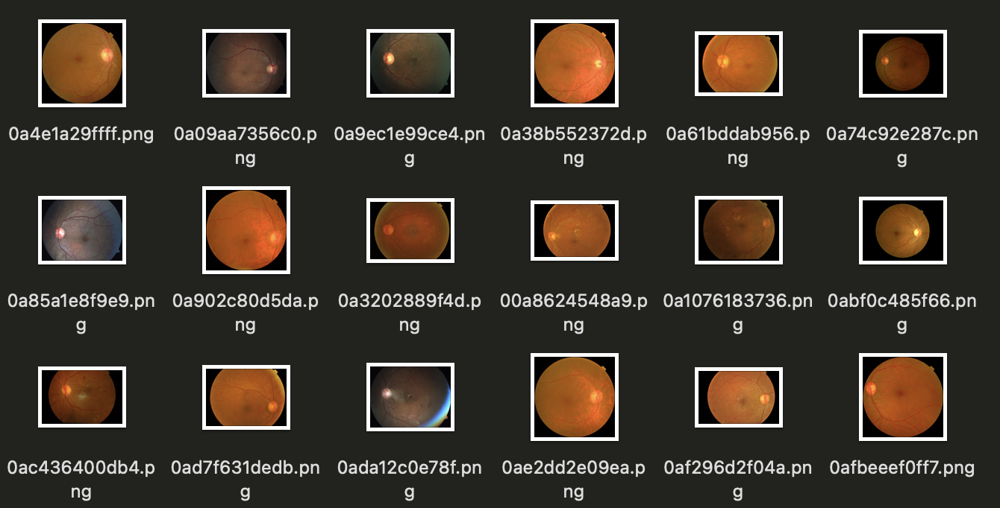 0a4e1a29ffff.png 0a09aa7356c0.p 0a9ec1e99ce4.pn 0a38b552372d.p 0a61bddab956.p 0a74c92e287c.pn
ng g ng ng g
0a85a1e8f9e9.pn 0a902c80d5da.p 0a3202889f4d.p 00a8624548a9.p 0a1076183736.pn 0abf0c485f66.pn
g ng ng ng g g
0ac436400db4.p 0ad7f631dedb.pn 0ada12c0e78f.pn 0ae2dd2e09ea.p 0af296d2f04a.pn 0afbeeef0ff7.png
ng g g ng g